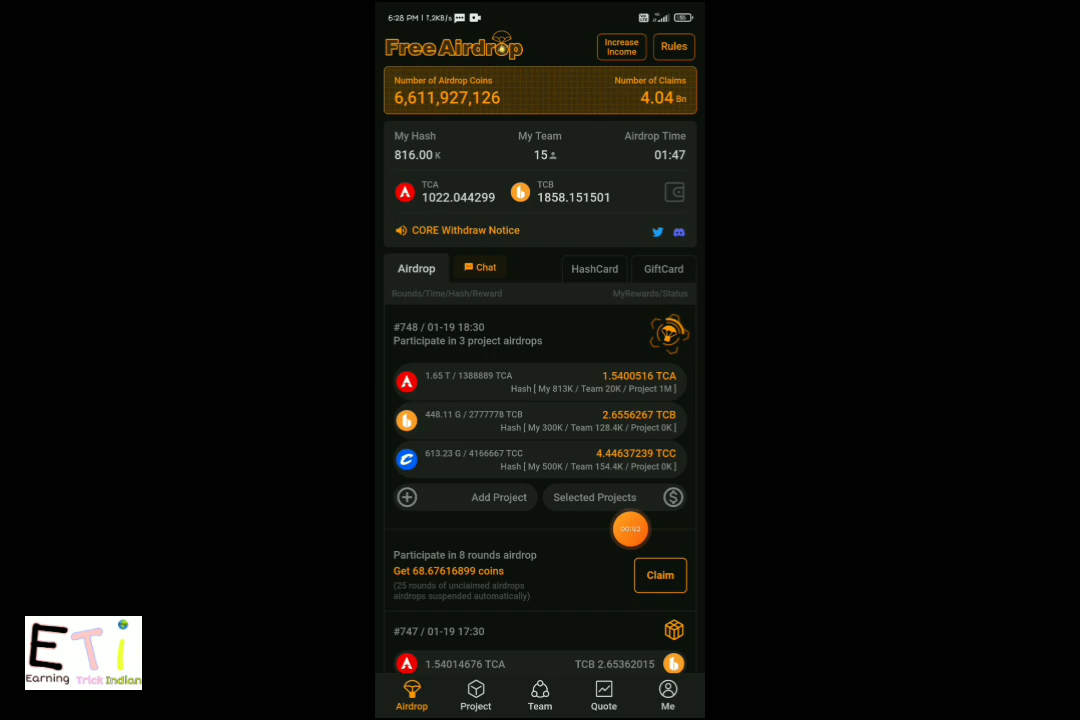 6:28 PM | 1.2KB/s
Free Airdrop
Increase Income
Rules
Number of Airdrop Coins
Number of Claims
6,611,927,126
4.04 Bn
My Hash
My Team
Airdrop Time
816.00 K
15
01:47
TCA
1022.044299
TCB
1858.151501
CORE Withdraw Notice
Airdrop
Chat
HashCard
GiftCard
Rounds/Time/Hash/Reward
MyRewards/Status
#748 / 01-19 18:30
Participate in 3 project airdrops
1.65 T / 1388889 TCA
1.5400516 TCA
Hash [ My 813K / Team 20K / Project 1M ]
448.11 G / 2777778 TCB
2.6556267 TCB
Hash [ My 300K / Team 128.4K / Project 0K ]
613.23 G / 4166667 TCC
4.44637239 TCC
Hash [ My 500K / Team 154.4K / Project 0K ]
Add Project
Selected Projects
00:43
Participate in 8 rounds airdrop
Get 68.67616899 coins
(25 rounds of unclaimed airdrops
airdrops suspended automatically)
Claim
#747 / 01-19 17:30
1.54014676 TCA
TCB 2.65362015
Airdrop
Project
Team
Quote
Me
ETi
Earning Trick Indian